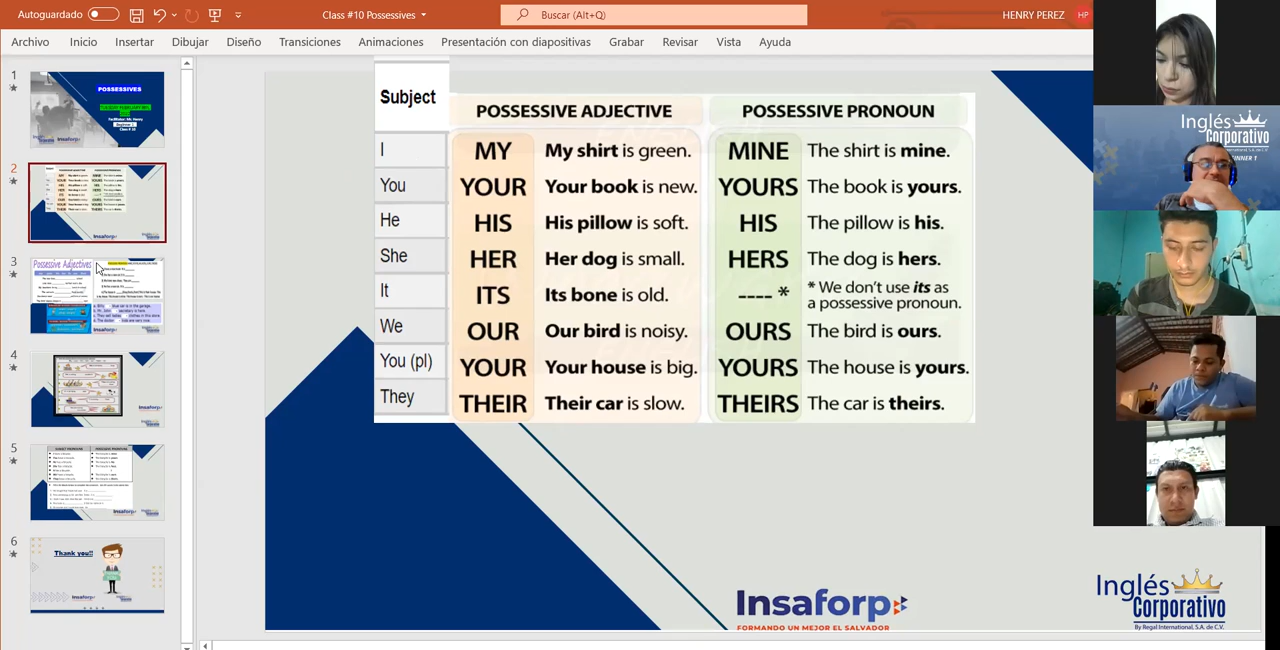 Autoguardado
Class #10 Possessives
Buscar (Alt+Q)
HENRY PEREZ
HP
Archivo Inicio Insertar Dibujar Diseño Transiciones Animaciones Presentación con diapositivas Grabar Revisar Vista Ayuda
1
POSSESSIVES
2
3
Possessive Adjectives
4
5
6
Thank you!!
Subject POSSESSIVE ADJECTIVE POSSESSIVE PRONOUN
I MY My shirt is green. MINE The shirt is mine.
You YOUR Your book is new. YOURS The book is yours.
He HIS His pillow is soft. HIS The pillow is his.
She HER Her dog is small. HERS The dog is hers.
It ITS Its bone is old. ---- * * We don't use its as
a possessive pronoun.
We OUR Our bird is noisy. OURS The bird is ours.
You (pl) YOUR Your house is big. YOURS The house is yours.
They THEIR Their car is slow. THEIRS The car is theirs.
Insaforp
FORMANDO UN MEJOR EL SALVADOR
Inglés
Corporativo
By Regal International, S.A. de C.V.
Inglés
Corporativo